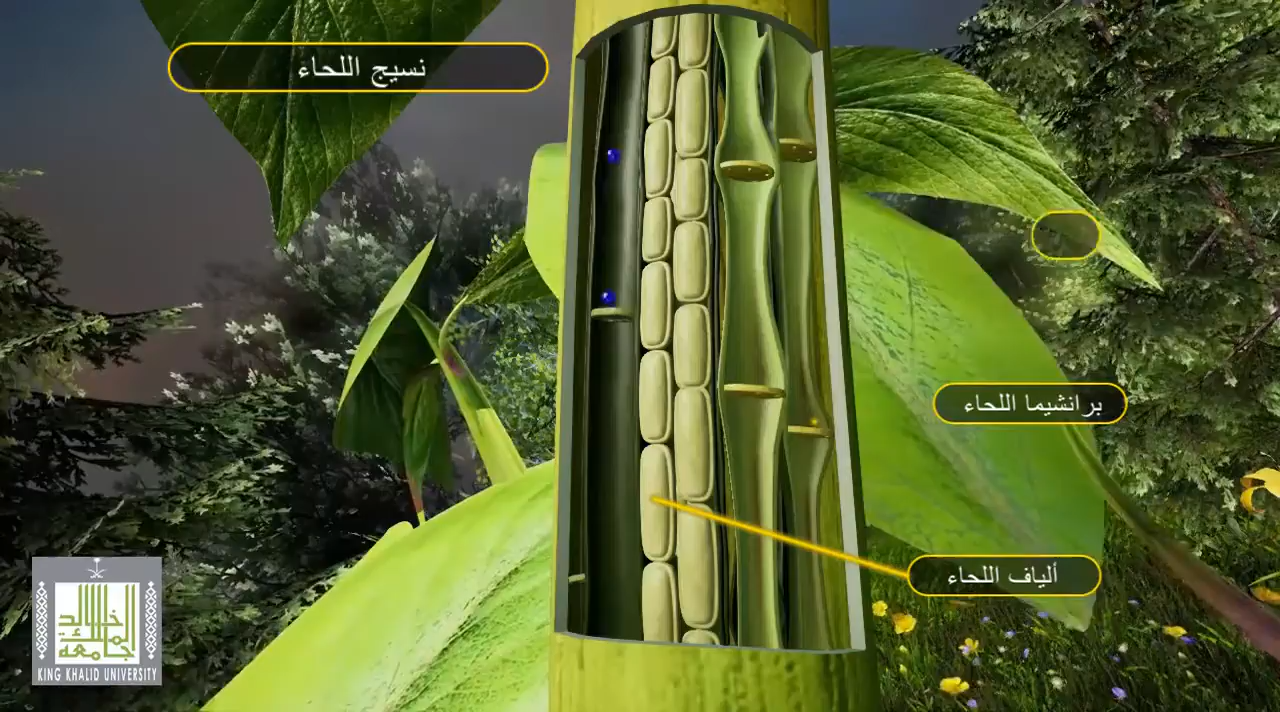 نسيج اللحاء
برانشيما اللحاء
ألياف اللحاء
جامعة
الملك
خالد
KING KHALID UNIVERSITY